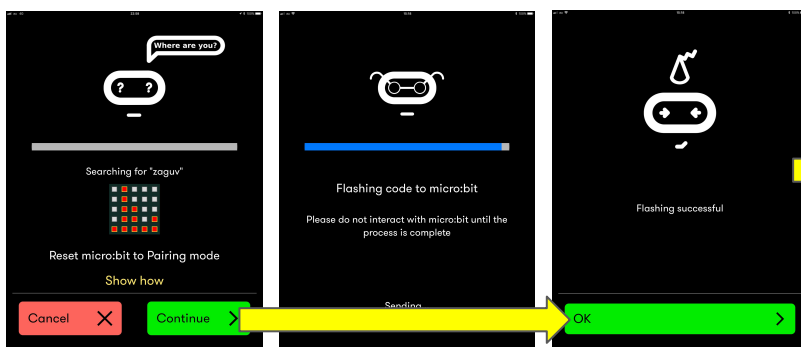 Where are you?
? ?
Searching for "zaguv"
Reset micro:bit to Pairing mode
Show how
Cancel
Continue
Flashing code to micro:bit
Please do not interact with micro:bit until the
process is complete
Sending
Flashing successful
OK